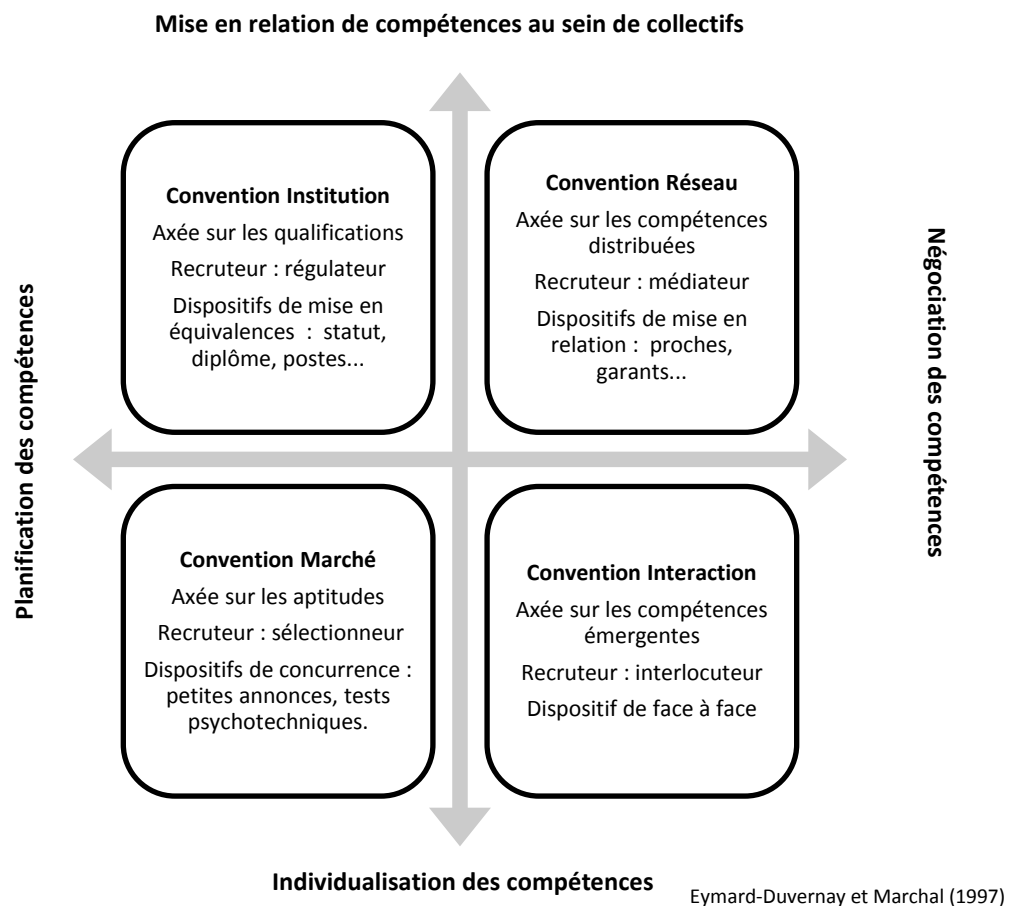 Mise en relation de compétences au sein de collectifs
Planification des compétences
Convention Institution
Axée sur les qualifications
Recruteur : régulateur
Dispositifs de mise en
équivalences : statut,
diplôme, postes...
Convention Réseau
Axée sur les compétences
distribuées
Recruteur : médiateur
Dispositifs de mise en
relation : proches,
garants...
Négociation des compétences
Convention Marché
Axée sur les aptitudes
Recruteur : sélectionneur
Dispositifs de concurrence :
petites annonces, tests
psychotechniques.
Convention Interaction
Axée sur les compétences
émergentes
Recruteur : interlocuteur
Dispositif de face à face
Individualisation des compétences
Eymard-Duvernay et Marchal (1997)